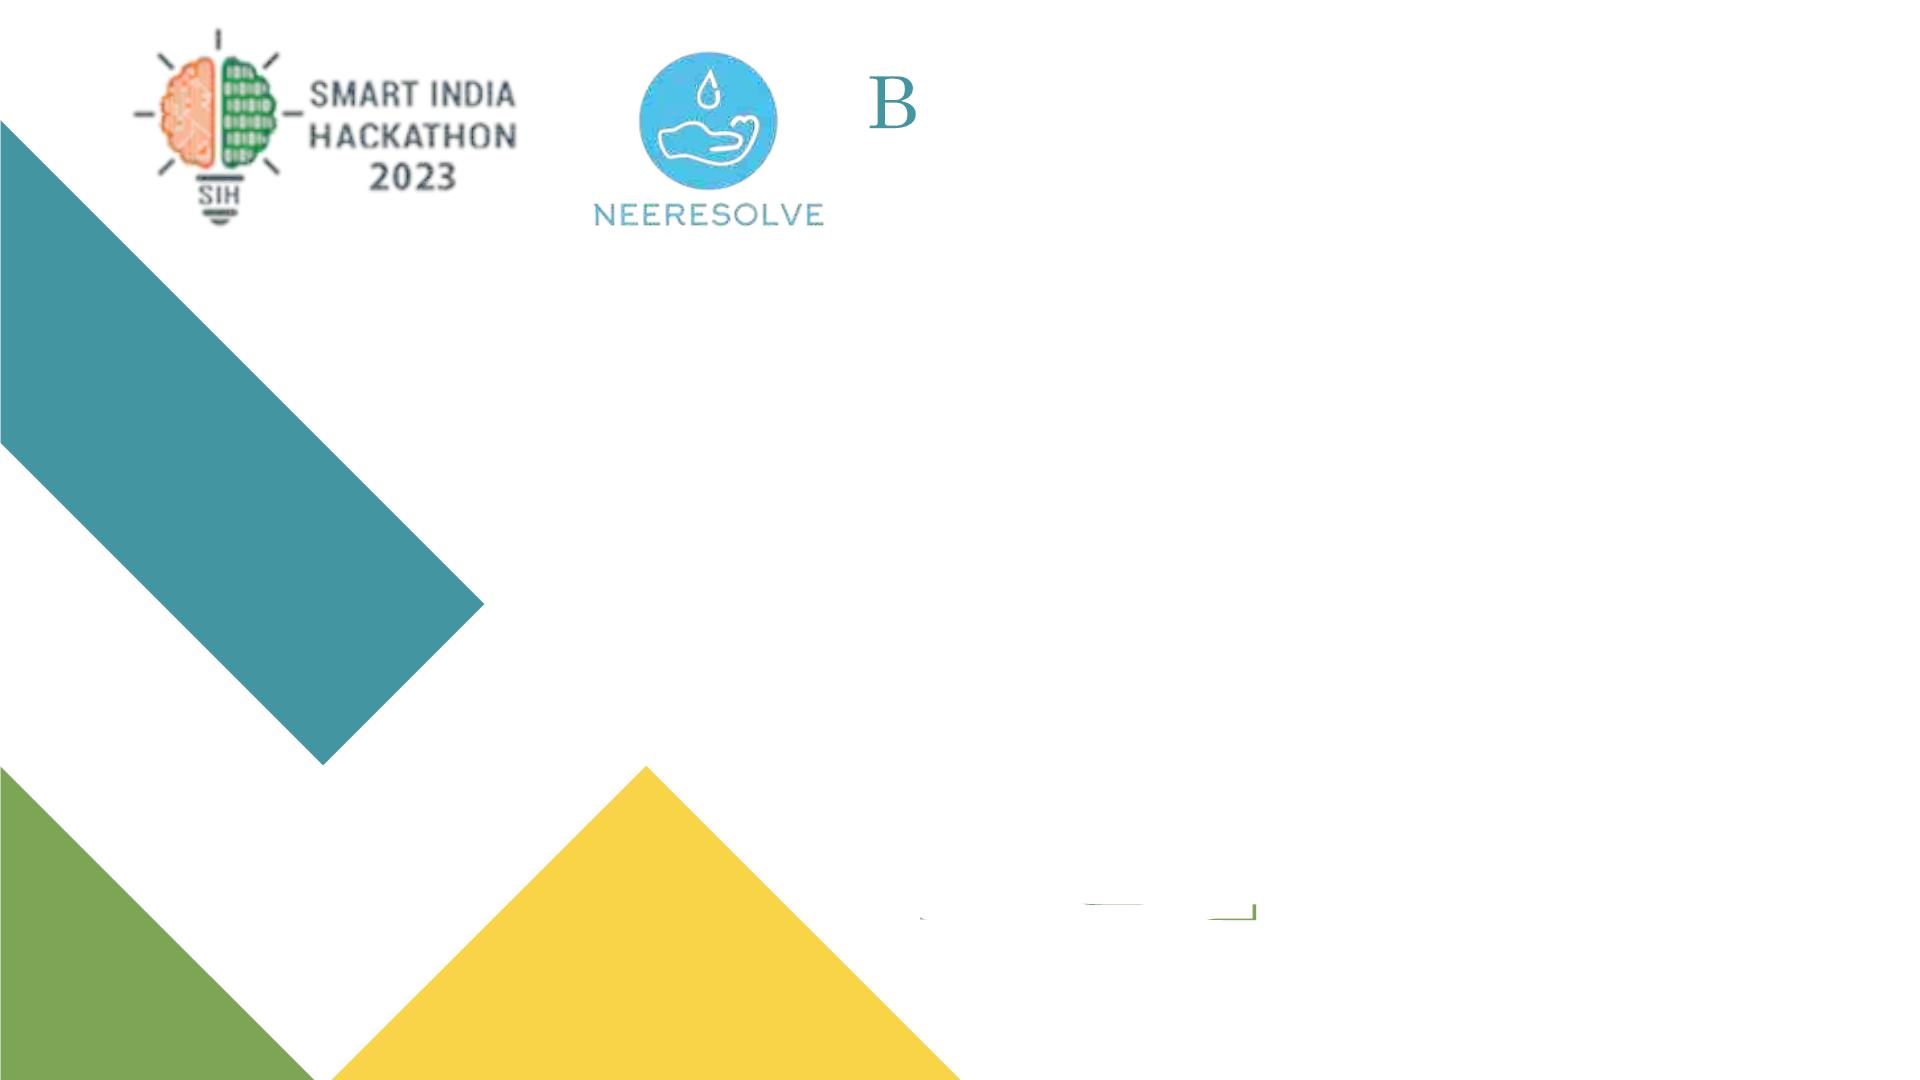 SMART INDIA
HACKATHON
2023
SIH
NEERESOLVE
B